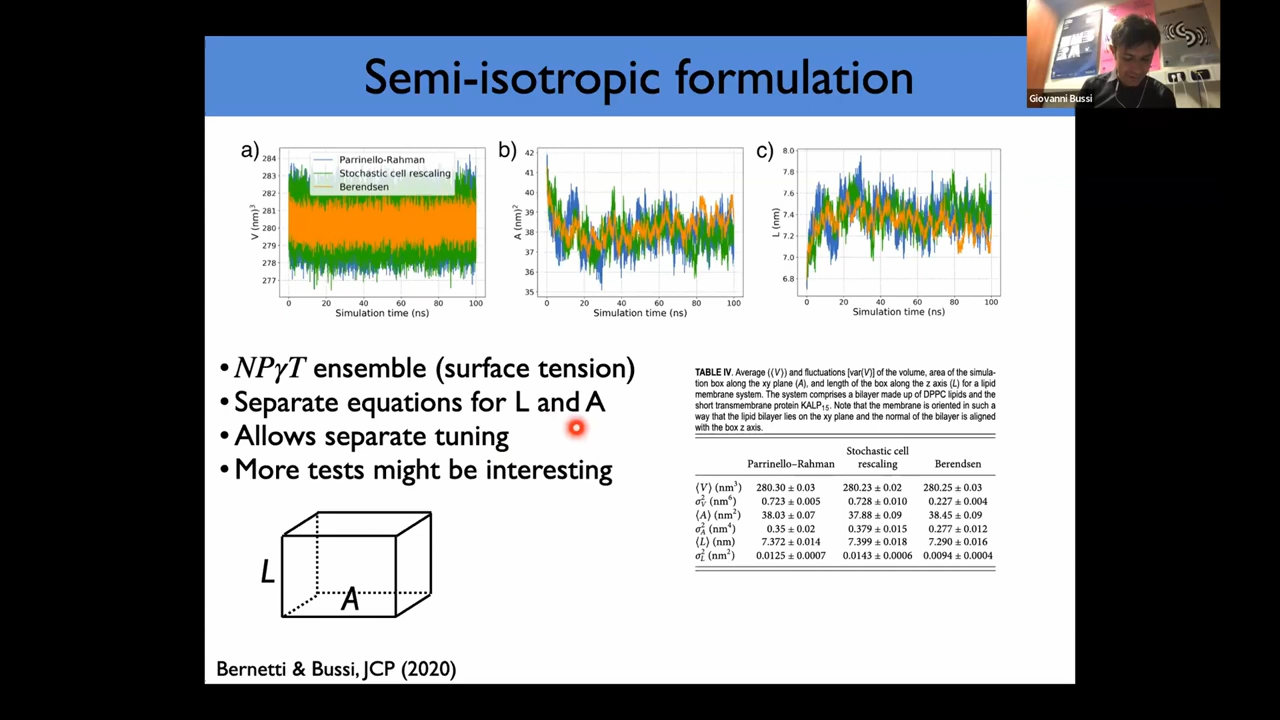 Semi-isotropic formulation
Giovanni Bussi
a)
284
283
282
281
280
279
278
277
V (nm)³
Parrinello-Rahman
Stochastic cell rescaling
Berendsen
0 20 40 60 80 100
Simulation time (ns)
b)
42
41
40
39
38
37
36
35
A (nm)²
0 20 40 60 80 100
Simulation time (ns)
c)
8.0
7.8
7.6
7.4
7.2
7.0
6.8
L (nm)
0 20 40 60 80 100
Simulation time (ns)
• NPγT ensemble (surface tension)
• Separate equations for L and A
• Allows separate tuning
• More tests might be interesting
L
A
TABLE IV. Average (⟨V⟩) and fluctuations [var(V)] of the volume, area of the simula-
tion box along the xy plane (A), and length of the box along the z axis (L) for a lipid
membrane system. The system comprises a bilayer made up of DPPC lipids and the
short transmembrane protein KALP₁₅. Note that the membrane is oriented in such a
way that the lipid bilayer lies on the xy plane and the normal of the bilayer is aligned
with the box z axis.
Parrinello–Rahman Stochastic cell rescaling Berendsen
⟨V⟩ (nm³) 280.30 ± 0.03 280.23 ± 0.02 280.25 ± 0.03
σ²V (nm⁶) 0.723 ± 0.005 0.728 ± 0.010 0.227 ± 0.004
⟨A⟩ (nm²) 38.03 ± 0.07 37.88 ± 0.09 38.45 ± 0.09
σ²A (nm⁴) 0.35 ± 0.02 0.379 ± 0.015 0.277 ± 0.012
⟨L⟩ (nm) 7.372 ± 0.014 7.399 ± 0.018 7.290 ± 0.016
σ²L (nm²) 0.0125 ± 0.0007 0.0143 ± 0.0006 0.0094 ± 0.0004
Bernetti & Bussi, JCP (2020)